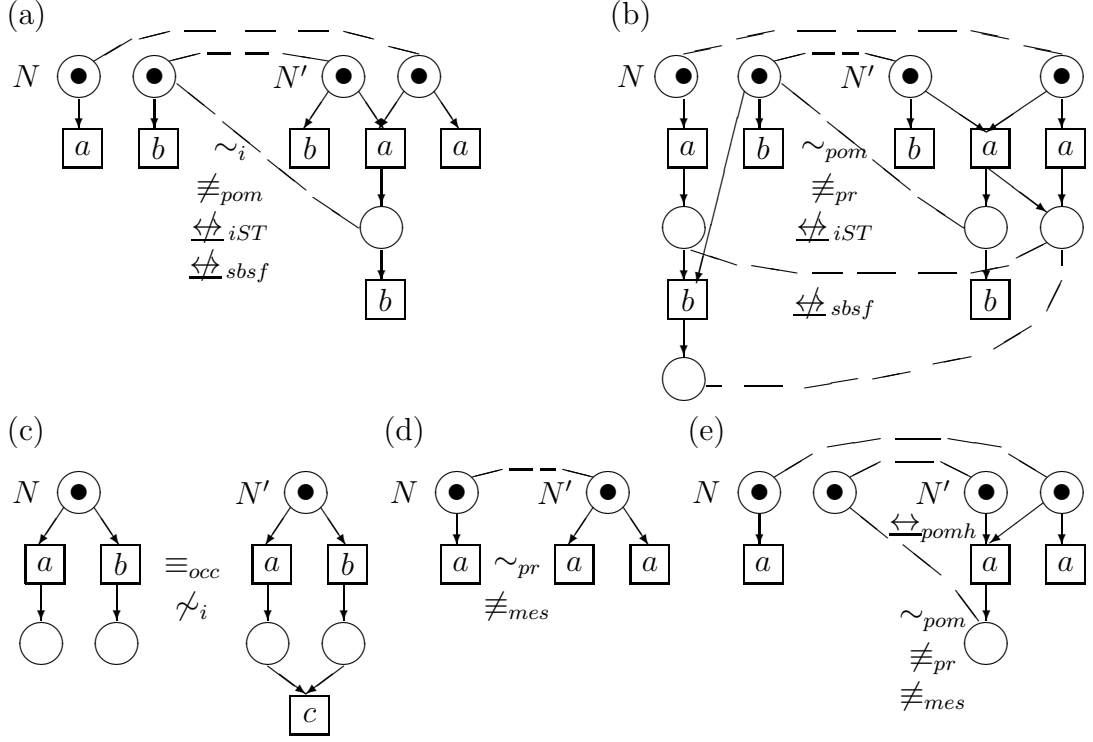 (a) (b)
N N′ N N′
a b b a a a b b a a
∼i ∼pom
≢pom ≢pr
↮ iST ↮ iST
↮ sbsf
b b b
↮ sbsf
(c) (d) (e)
N N′ N N′ N N′
↔pomh
a b ≡occ a b a ∼pr a a a a a
≁i ≢mes
∼pom
≢pr
≢mes
c